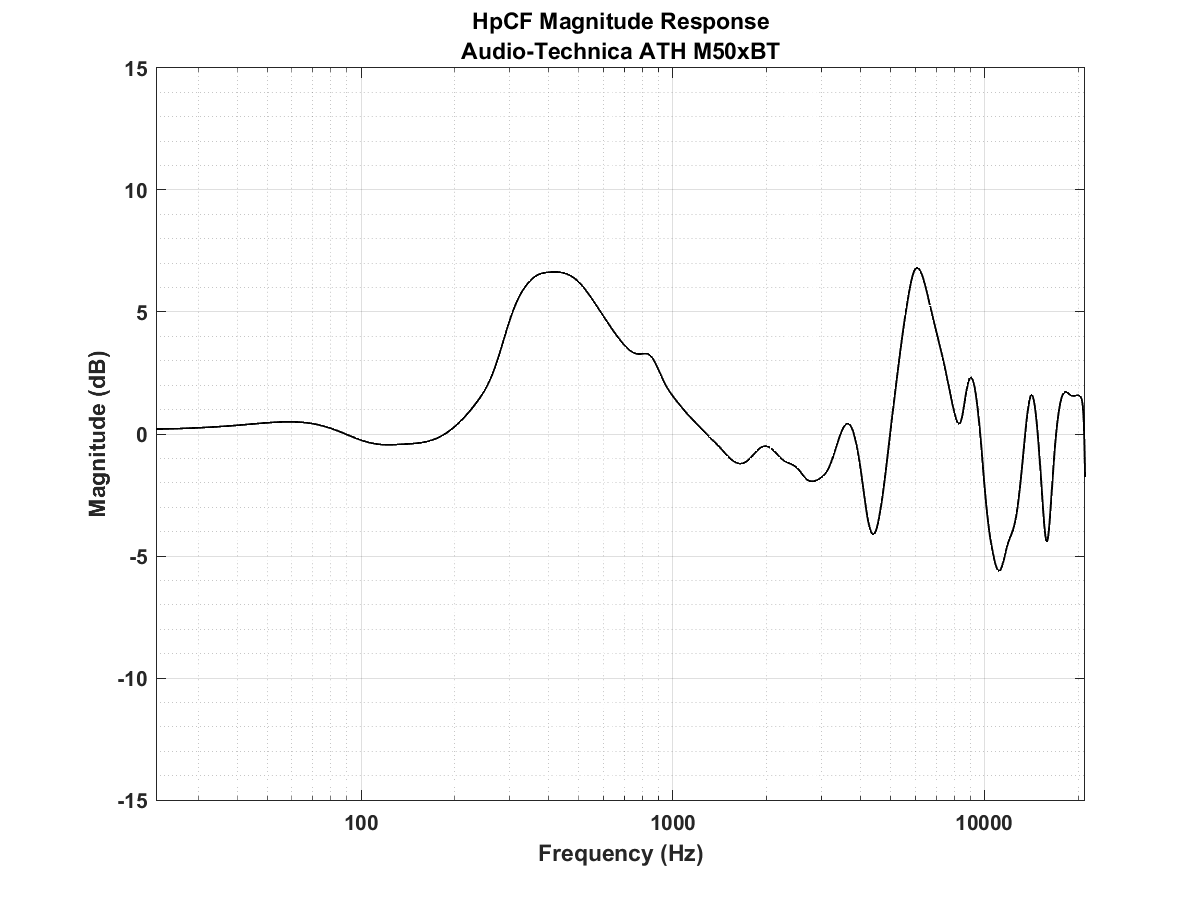 HpCF Magnitude Response
Audio-Technica ATH M50xBT
15
10
5
0
-5
-10
-15
Magnitude (dB)
100
1000
10000
Frequency (Hz)